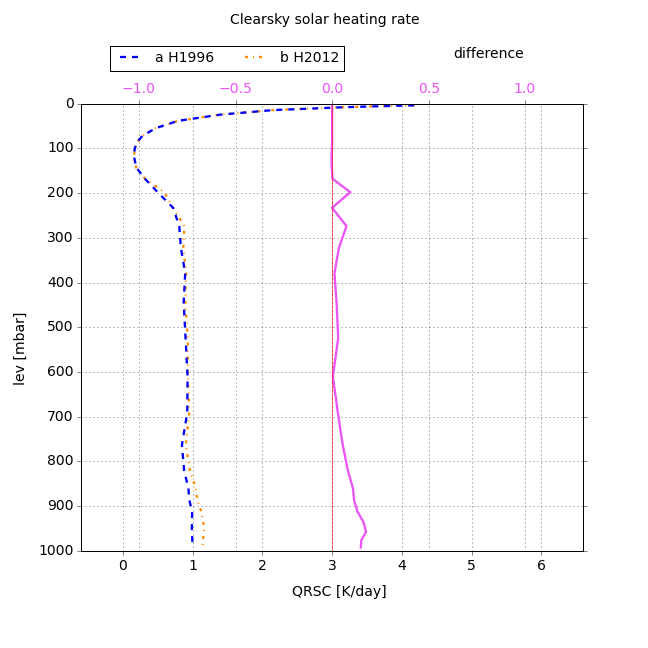 Clearsky solar heating rate
a H1996
b H2012
difference
−1.0 −0.5 0.0 0.5 1.0
0
100
200
300
400
500
600
700
800
900
1000
lev [mbar]
0 1 2 3 4 5 6
QRSC [K/day]